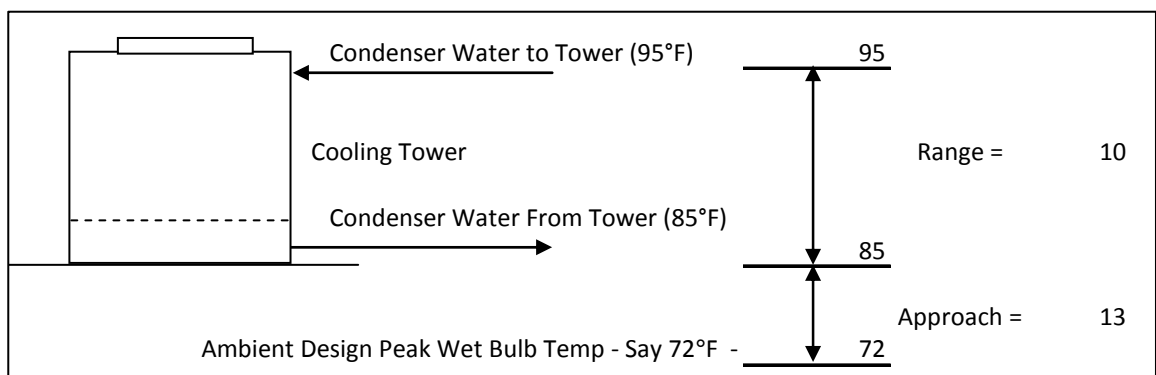 Condenser Water to Tower (95°F) 95
Cooling Tower Range = 10
Condenser Water From Tower (85°F)
85
Approach = 13
Ambient Design Peak Wet Bulb Temp - Say 72°F - 72